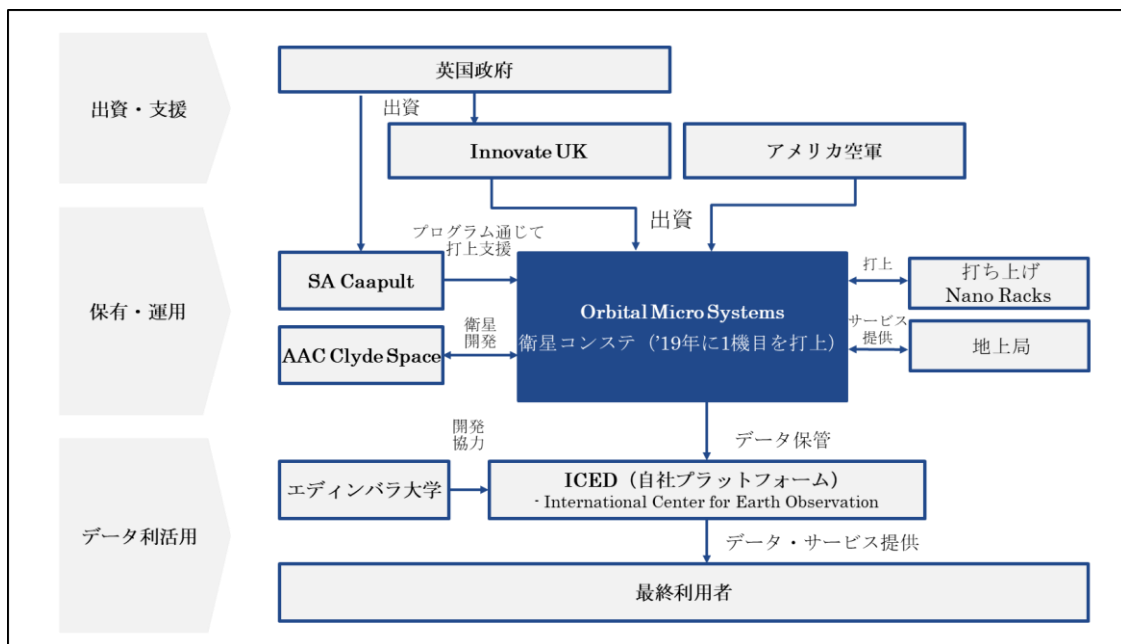 出資・支援
英国政府
出資
Innovate UK
アメリカ空軍
出資
保有・運用
プログラム通じて
打上支援
SA Caapult
AAC Clyde Space
衛星
開発
Orbital Micro Systems
衛星コンステ（’19年に1機目を打上）
打上
打ち上げ
Nano Racks
サービス
提供
地上局
データ利活用
開発
協力
データ保管
エディンバラ大学
ICED（自社プラットフォーム）
- International Center for Earth Observation
データ・サービス提供
最終利用者